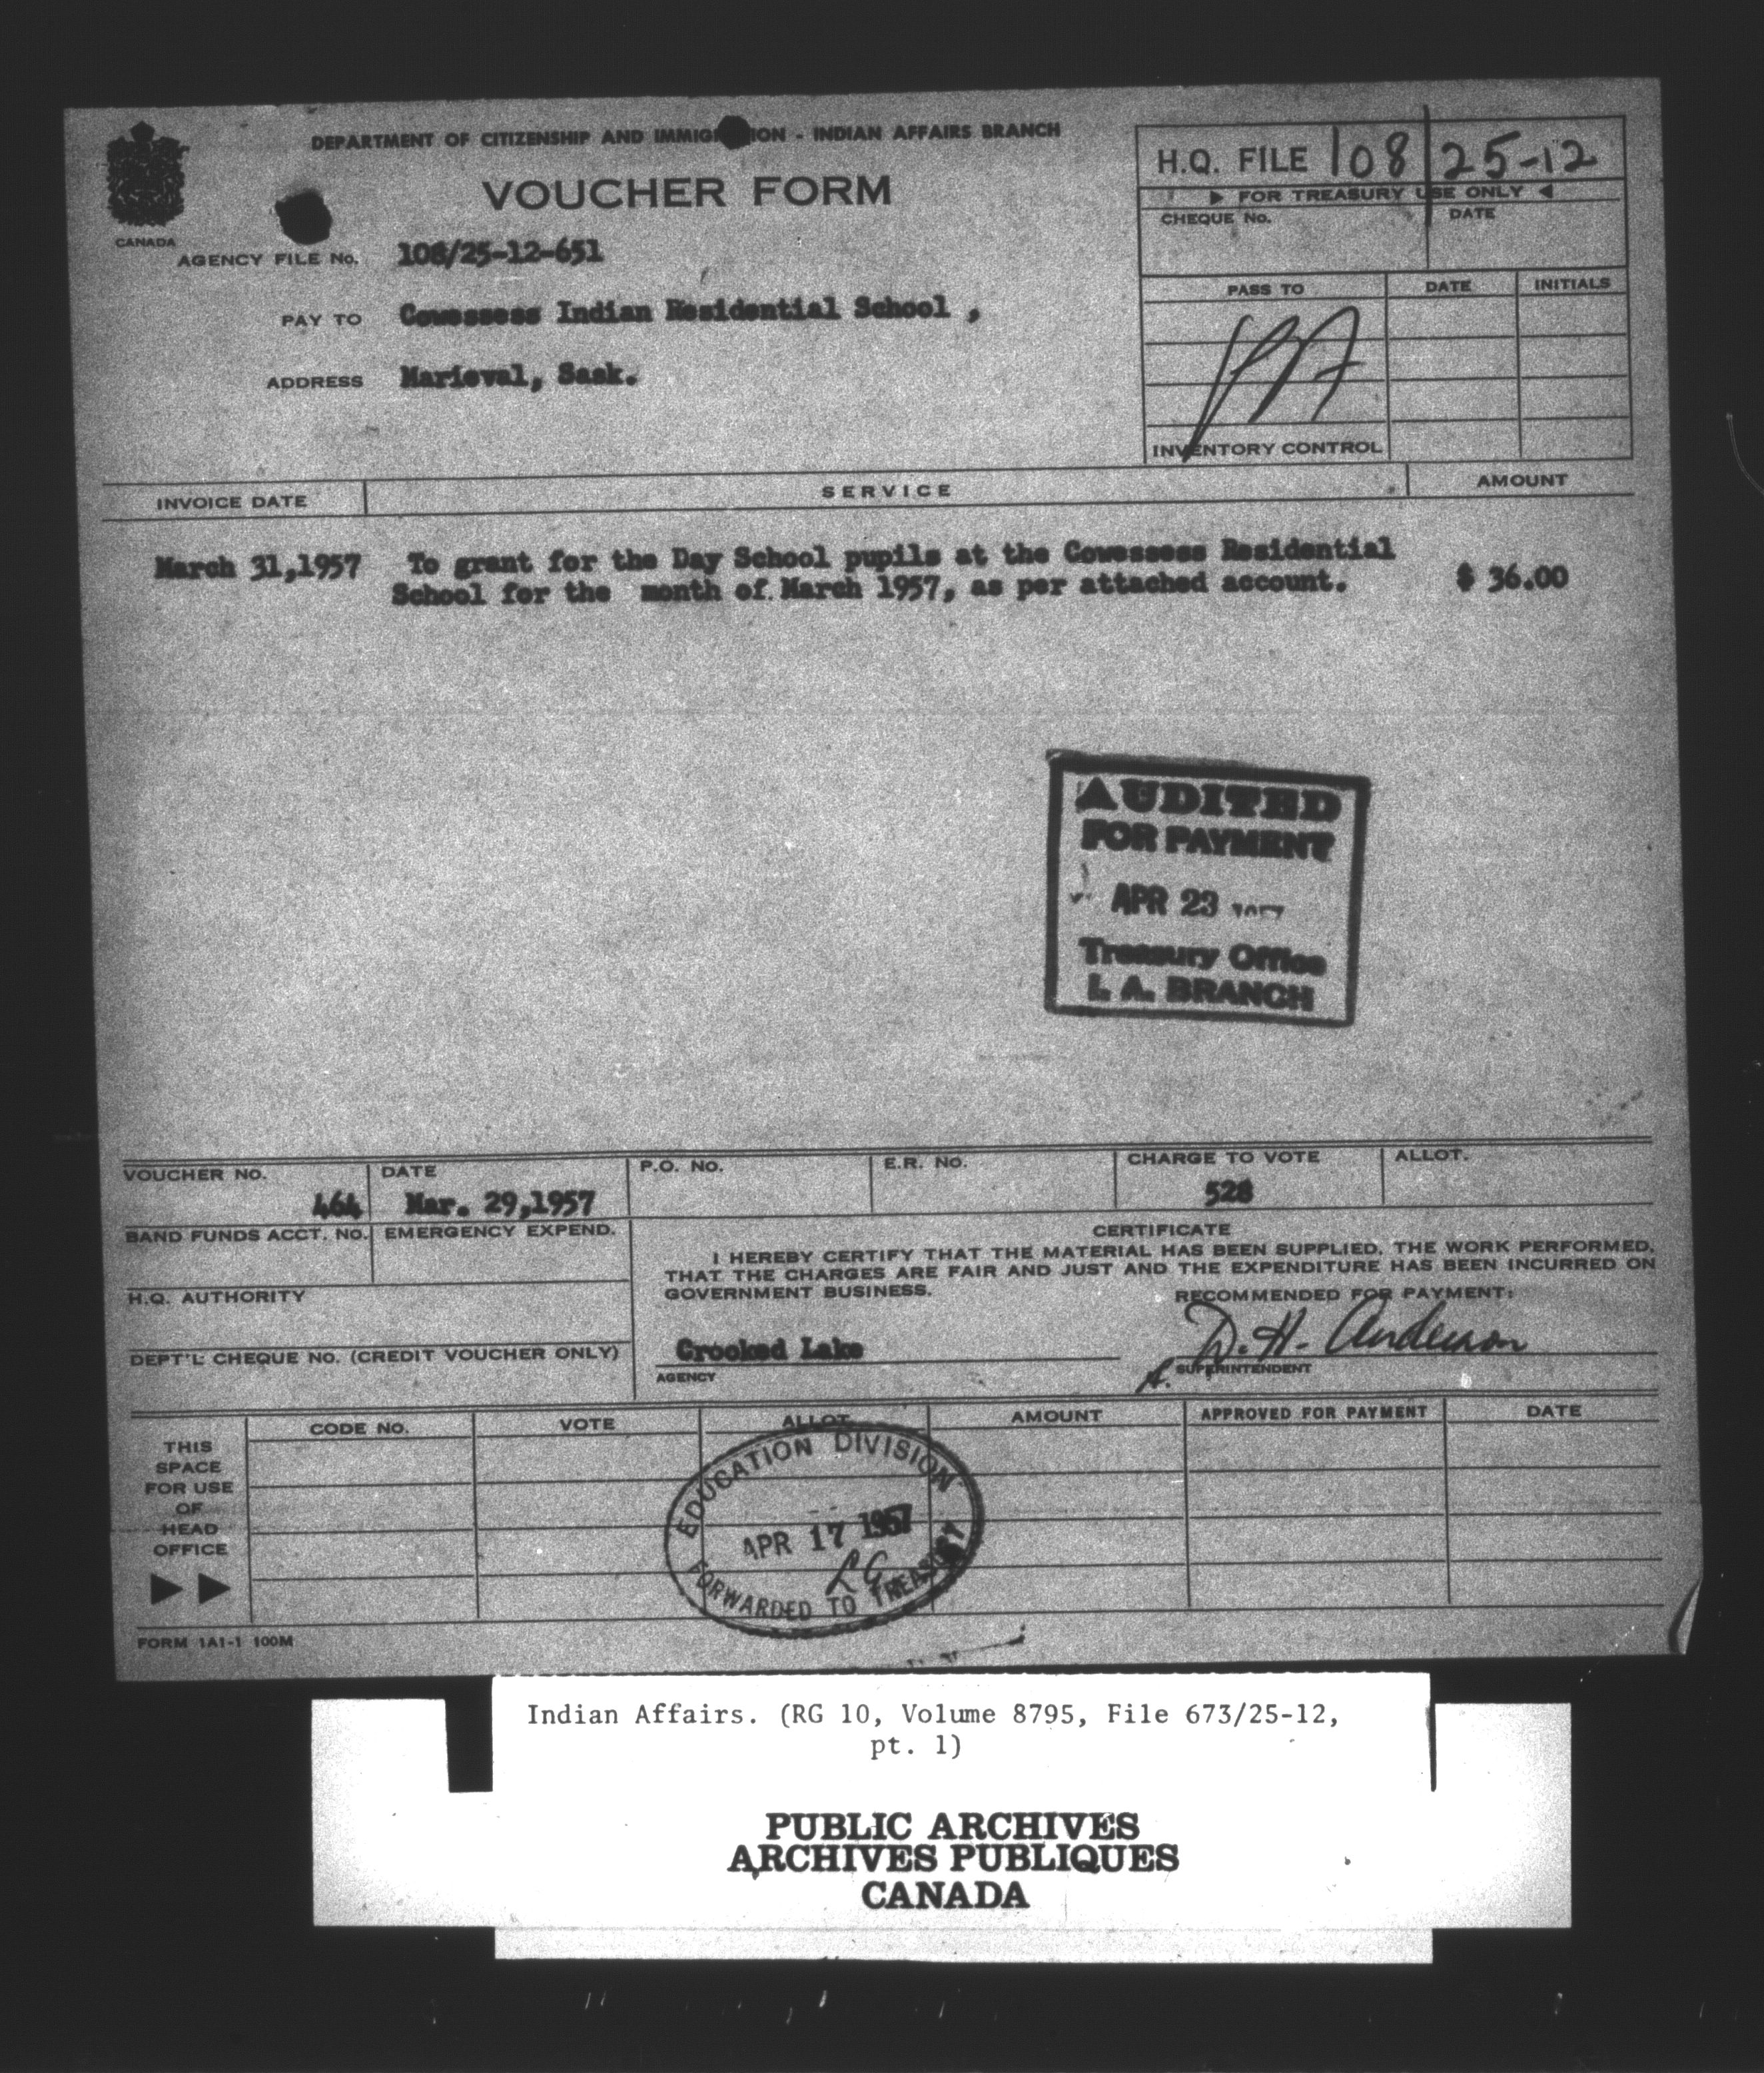 DEPARTMENT OF CITIZENSHIP AND IMMIG ION - INDIAN AFFAIRS BRANCH
VOUCHER FORM
CANADA
AGENCY FILE No. 108/25-12-651
PAY TO Cowessess Indian Residential School ,
ADDRESS Marieval, Sask.
H.Q. FILE 108 25-12
FOR TREASURY USE ONLY
CHEQUE No. DATE
PASS TO DATE INITIALS
INVENTORY CONTROL
INVOICE DATE SERVICE AMOUNT
March 31,1957 To grant for the Day School pupils at the Cowessess Residential
School for the month of March 1957, as per attached account. $ 36.00
AUDITED
FOR PAYMENT
APR 23
Treasury Office
I. A. BRANCH
VOUCHER NO. DATE P.O. NO. E.R. NO. CHARGE TO VOTE ALLOT.
464 Mar. 29,1957 528
BAND FUNDS ACCT. NO. EMERGENCY EXPEND.
CERTIFICATE
I HEREBY CERTIFY THAT THE MATERIAL HAS BEEN SUPPLIED, THE WORK PERFORMED,
THAT THE CHARGES ARE FAIR AND JUST AND THE EXPENDITURE HAS BEEN INCURRED ON
GOVERNMENT BUSINESS.
H.Q. AUTHORITY
RECOMMENDED FOR PAYMENT:
D. H. Anderson
DEPT'L CHEQUE NO. (CREDIT VOUCHER ONLY)
Crooked Lake
AGENCY
SUPERINTENDENT
CODE NO. VOTE ALLOT. AMOUNT APPROVED FOR PAYMENT DATE
THIS
SPACE
FOR USE
OF
HEAD
OFFICE
EDUCATION DIVISION
APR 17 1957
FORWARDED TO TREASURY
FORM 1A1-1 100M
Indian Affairs. (RG 10, Volume 8795, File 673/25-12,
pt. 1)
PUBLIC ARCHIVES
ARCHIVES PUBLIQUES
CANADA